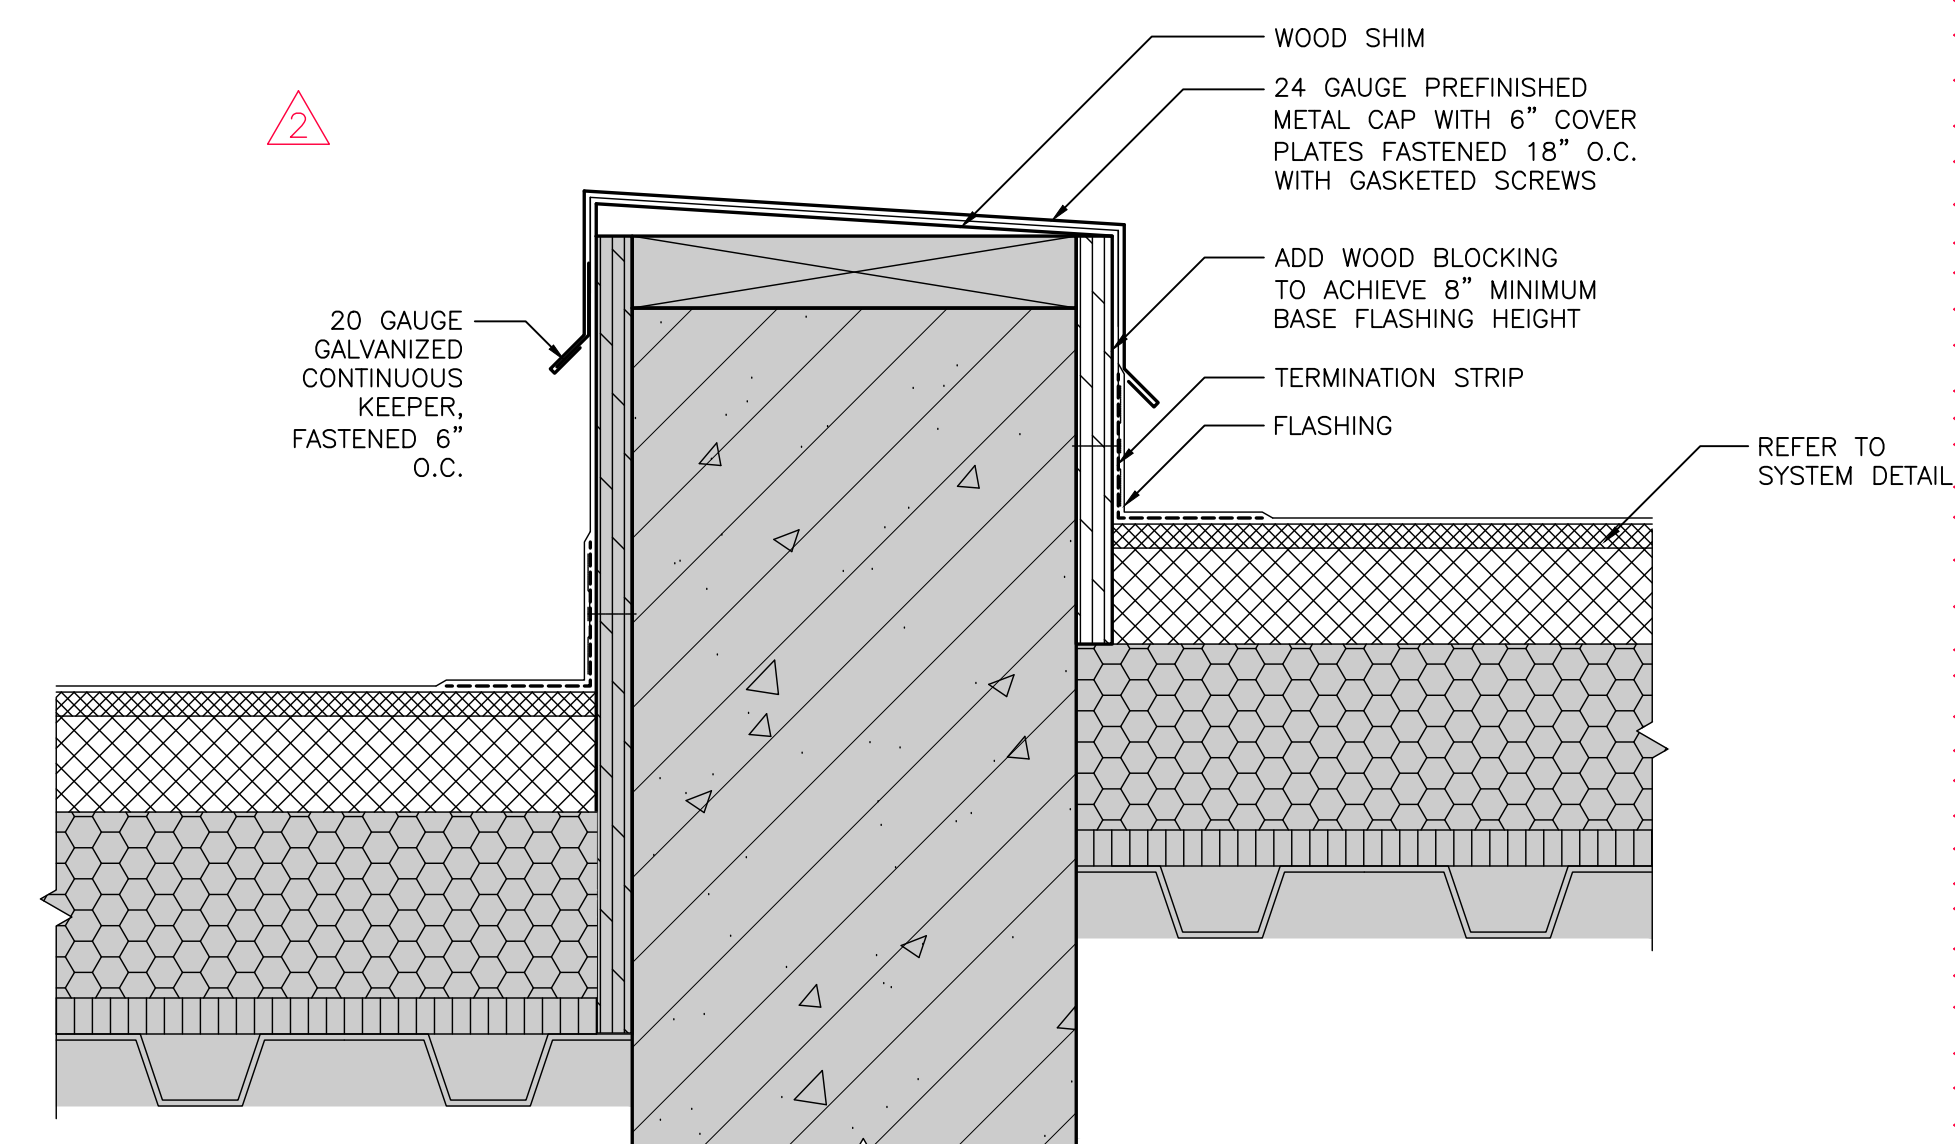 2
WOOD SHIM
24 GAUGE PREFINISHED
METAL CAP WITH 6” COVER
PLATES FASTENED 18” O.C.
WITH GASKETED SCREWS
ADD WOOD BLOCKING
TO ACHIEVE 8” MINIMUM
BASE FLASHING HEIGHT
20 GAUGE
GALVANIZED
CONTINUOUS
KEEPER,
FASTENED 6”
O.C.
TERMINATION STRIP
FLASHING
REFER TO
SYSTEM DETAIL